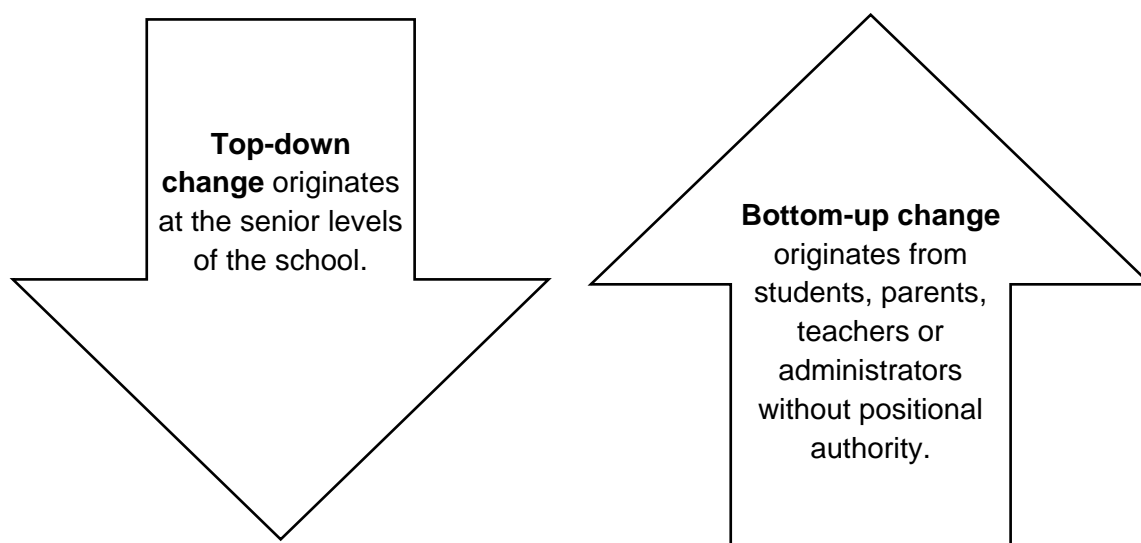 Top-down
change originates
at the senior levels
of the school.
Bottom-up change
originates from
students, parents,
teachers or
administrators
without positional
authority.